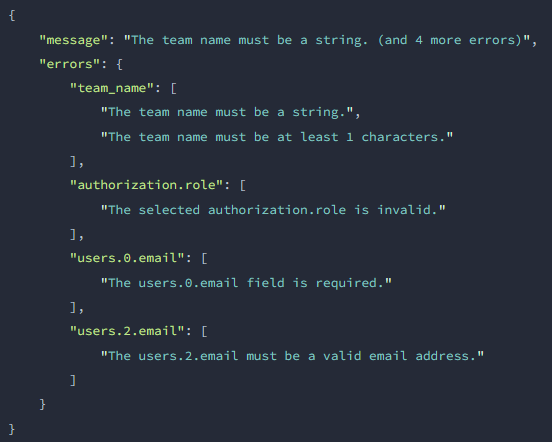 {
    "message": "The team name must be a string. (and 4 more errors)",
    "errors": {
        "team_name": [
            "The team name must be a string.",
            "The team name must be at least 1 characters."
        ],
        "authorization.role": [
            "The selected authorization.role is invalid."
        ],
        "users.0.email": [
            "The users.0.email field is required."
        ],
        "users.2.email": [
            "The users.2.email must be a valid email address."
        ]
    }
}